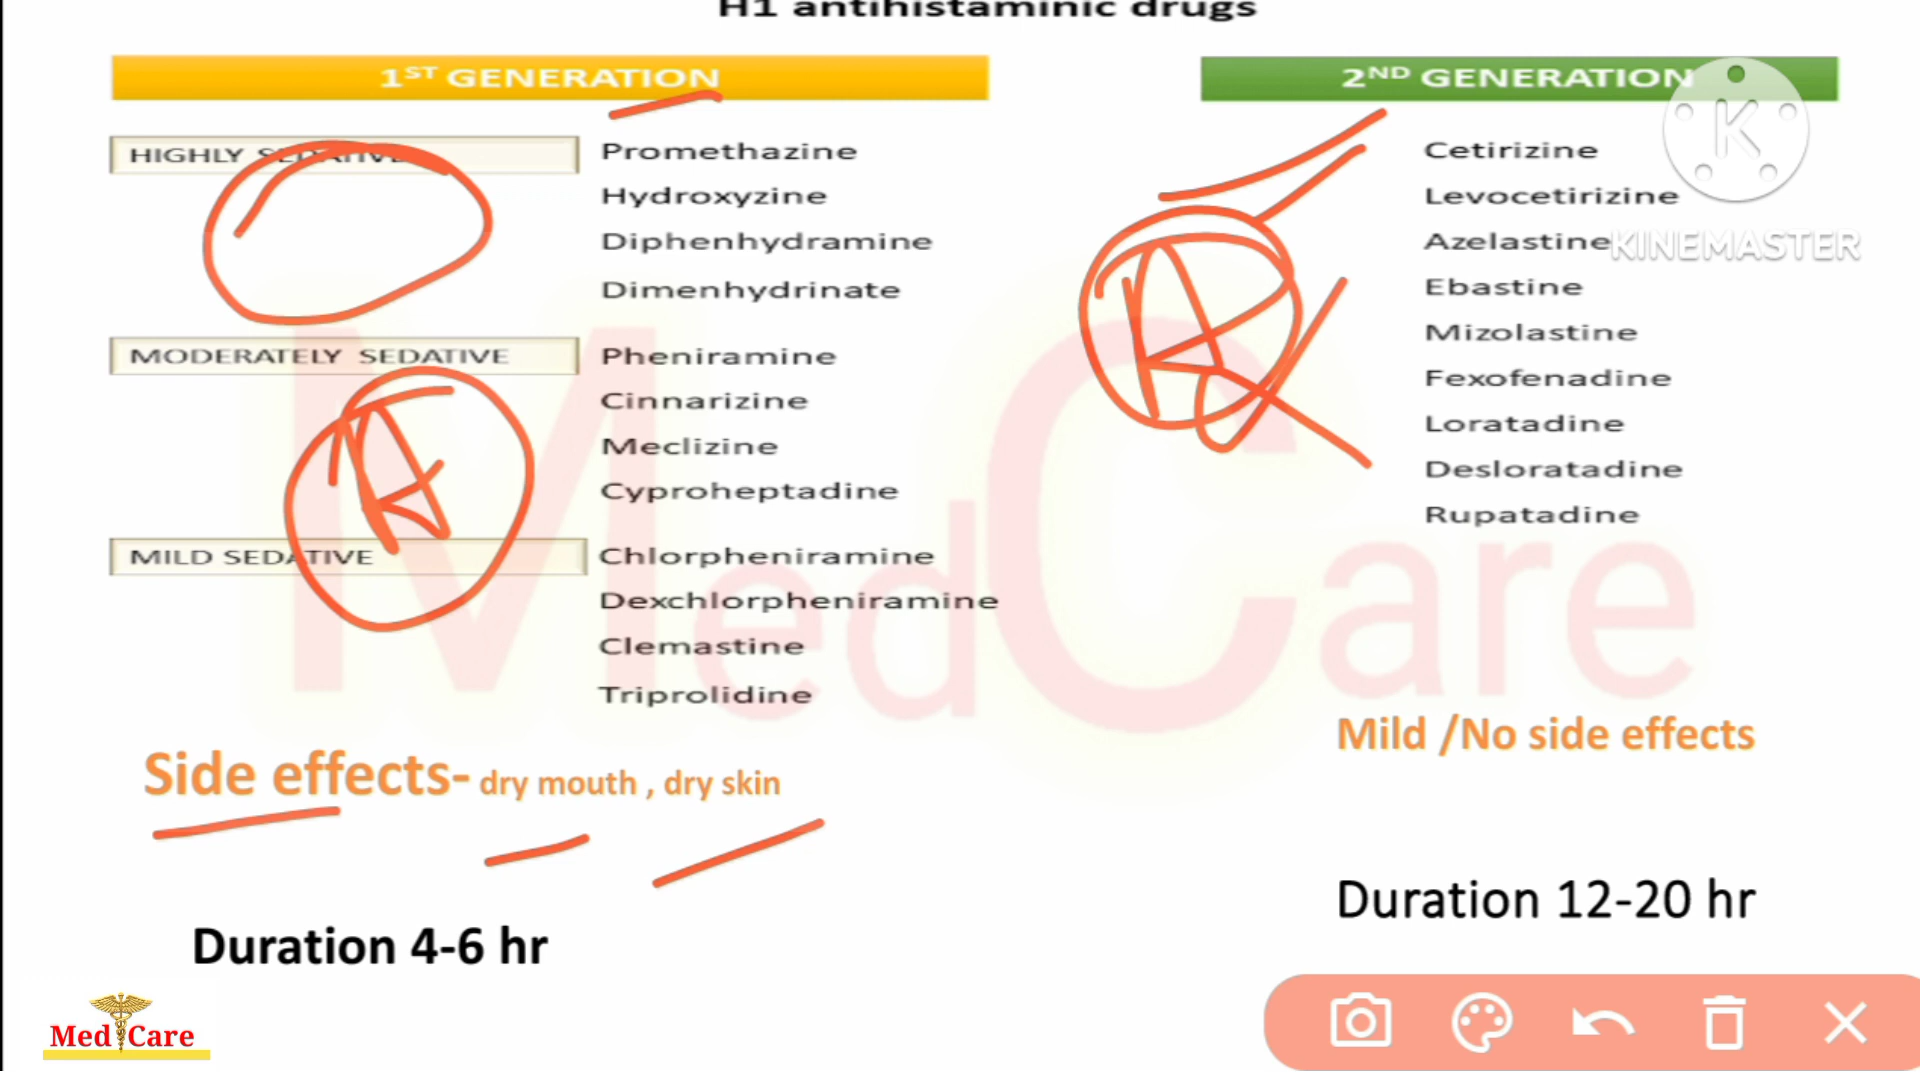 H1 antihistaminic drugs
1ST GENERATION
HIGHLY SEDATIVE
Promethazine
Hydroxyzine
Diphenhydramine
Dimenhydrinate
MODERATELY SEDATIVE
Pheniramine
Cinnarizine
Meclizine
Cyproheptadine
MILD SEDATIVE
Chlorpheniramine
Dexchlorpheniramine
Clemastine
Triprolidine
Side effects- dry mouth , dry skin
Duration 4-6 hr
2ND GENERATION
Cetirizine
Levocetirizine
Azelastine
Ebastine
Mizolastine
Fexofenadine
Loratadine
Desloratadine
Rupatadine
Mild /No side effects
Duration 12-20 hr
K
KINEMASTER
MedCare
Med Care